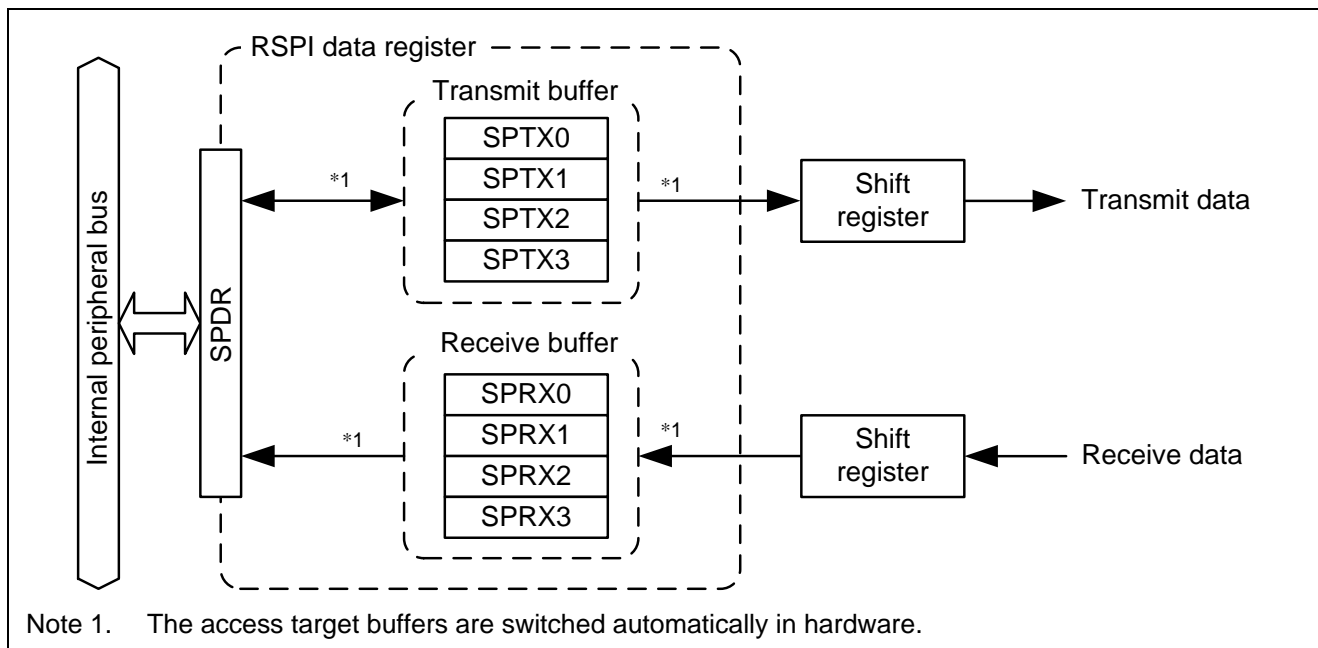 RSPI data register
Transmit buffer
SPTX0
SPTX1
SPTX2
SPTX3
*1
*1
Shift
register
Transmit data
Internal peripheral bus
SPDR
Receive buffer
SPRX0
SPRX1
SPRX2
SPRX3
*1
*1
Shift
register
Receive data
Note 1. The access target buffers are switched automatically in hardware.